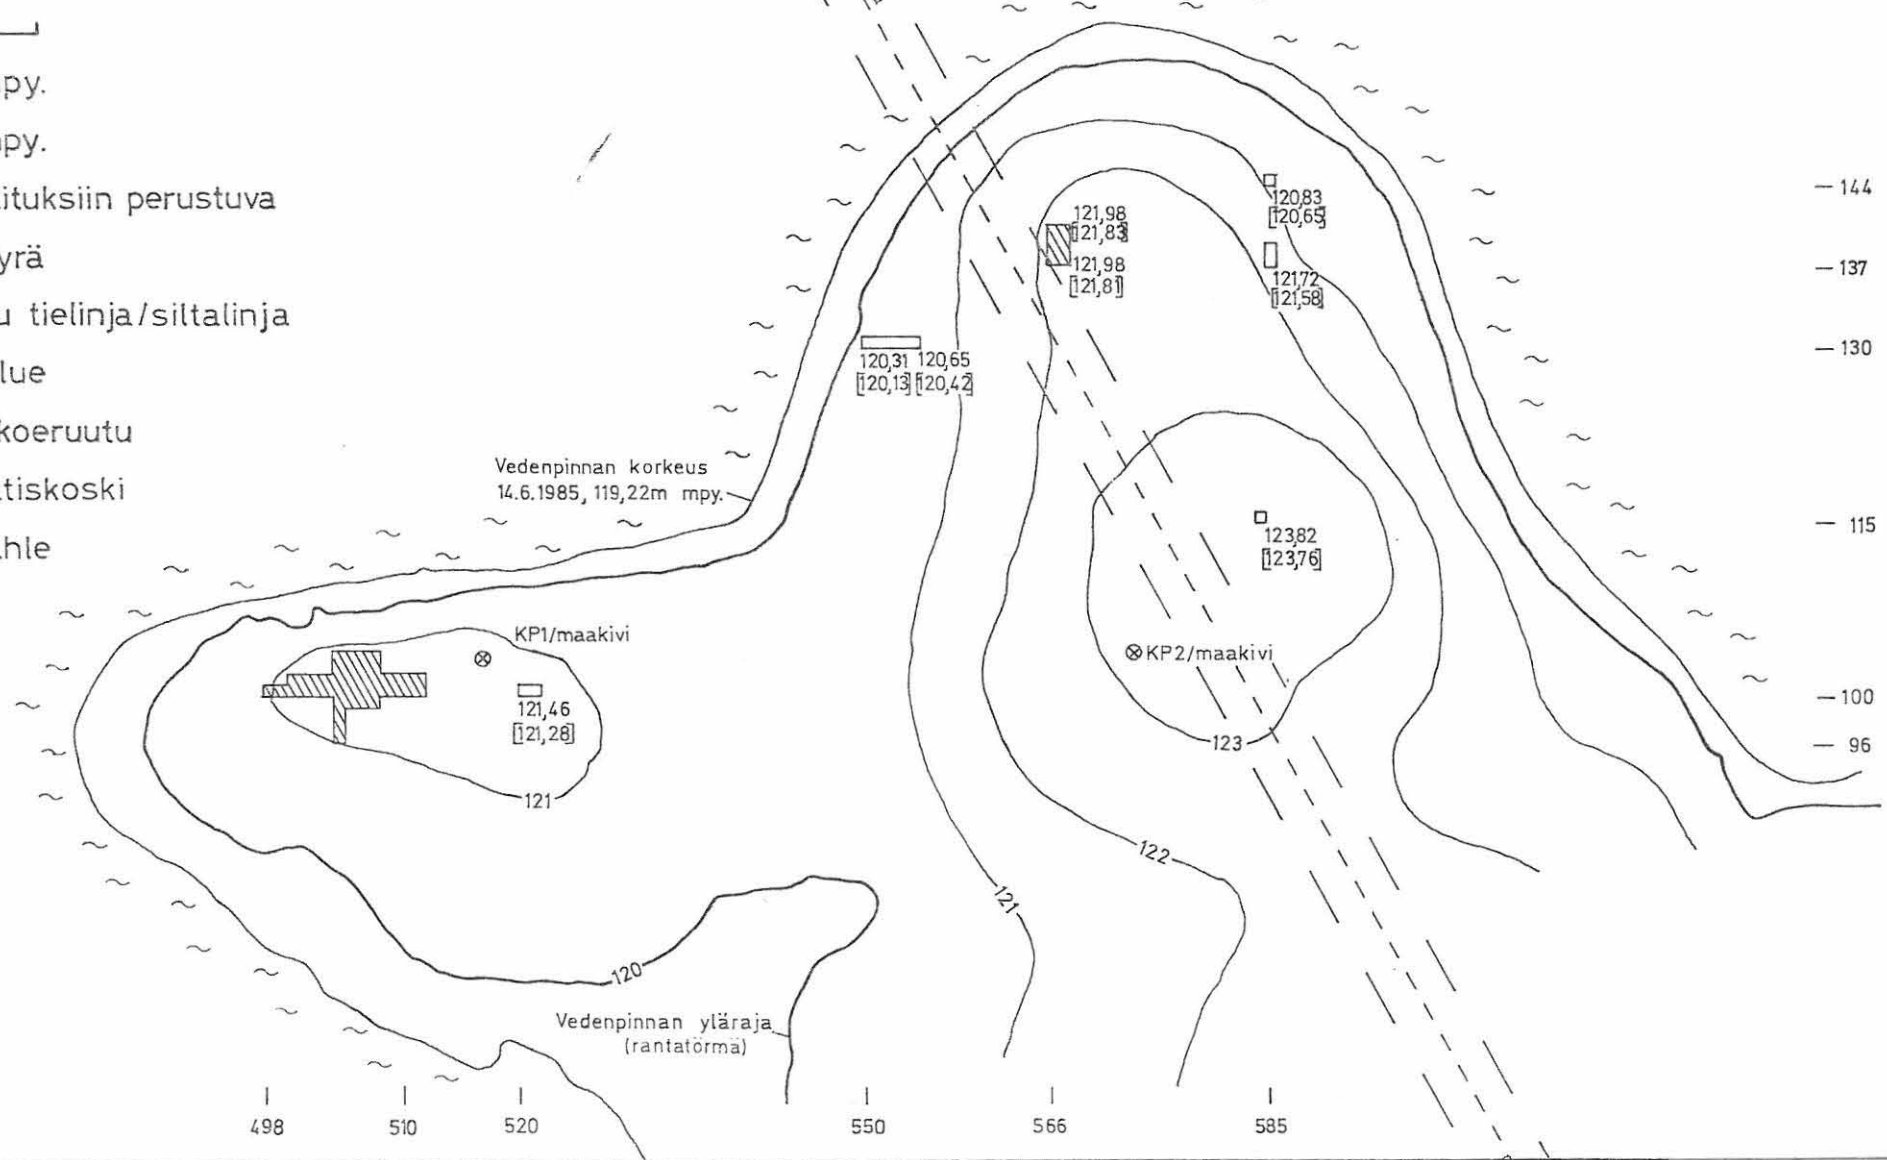 mpy.
mpy.
ituksiin perustuva
yrä
u tielinja/siltalinja
lue
koeruutu
tiskoski
hle
144
137
130
115
100
96
120,83
[120,65]
121,98
[121,83]
121,98
[121,81]
121,72
[121,58]
120,31 120,65
[120,13] [120,42]
Vedenpinnan korkeus
14.6.1985, 119,22m mpy.
123,82
[123,76]
KP1/maakivi
KP2/maakivi
121,46
[121,28]
123
121
122
121
120
Vedenpinnan yläraja
(rantatörmä)
498 510 520 550 566 585